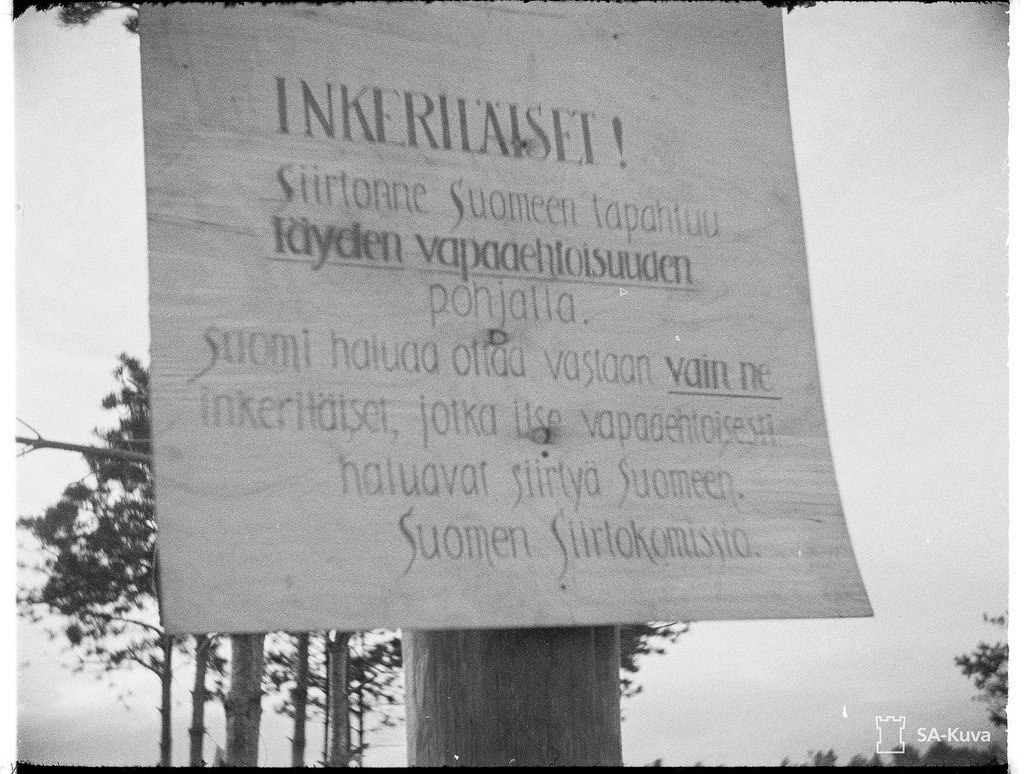 INKERILÄISET!
Siirtonne Suomeen tapahtuu
täyden vapaaehtoisuuden
pohjalla.
Suomi haluaa ottaa vastaan vain ne
inkeriläiset, jotka itse vapaaehtoisesti
haluavat siirtyä Suomeen.
Suomen Siirtokomissio.
SA-Kuva